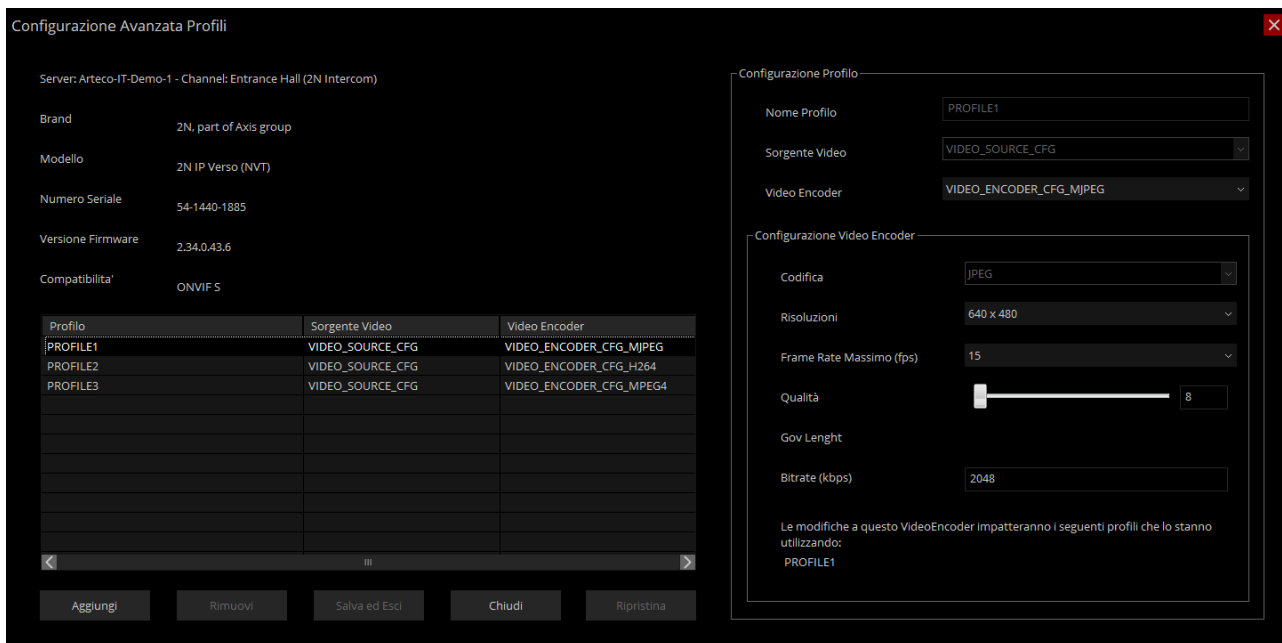 Configurazione Avanzata Profili
Server: Arteco-IT-Demo-1 - Channel: Entrance Hall (2N Intercom)
Brand
2N, part of Axis group
Modello
2N IP Verso (NVT)
Numero Seriale
54-1440-1885
Versione Firmware
2.34.0.43.6
Compatibilita'
ONVIF S
Profilo Sorgente Video Video Encoder
PROFILE1 VIDEO_SOURCE_CFG VIDEO_ENCODER_CFG_MJPEG
PROFILE2 VIDEO_SOURCE_CFG VIDEO_ENCODER_CFG_H264
PROFILE3 VIDEO_SOURCE_CFG VIDEO_ENCODER_CFG_MPEG4
Aggiungi Rimuovi Salva ed Esci Chiudi Ripristina
Configurazione Profilo
Nome Profilo PROFILE1
Sorgente Video VIDEO_SOURCE_CFG
Video Encoder VIDEO_ENCODER_CFG_MJPEG
Configurazione Video Encoder
Codifica JPEG
Risoluzioni 640 x 480
Frame Rate Massimo (fps) 15
Qualità 8
Gov Lenght
Bitrate (kbps) 2048
Le modifiche a questo VideoEncoder impatteranno i seguenti profili che lo stanno
utilizzando:
PROFILE1